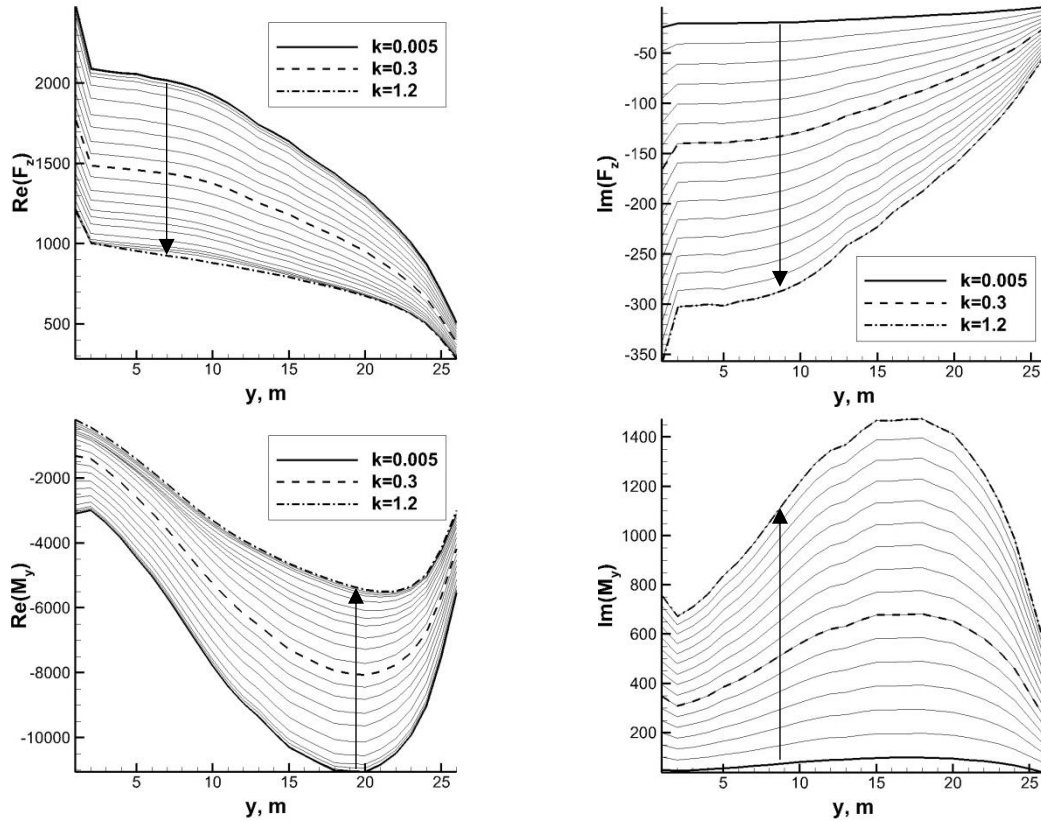 k=0.005
k=0.3
k=1.2
Re(F_z)
2000
1500
1000
500
5 10 15 20 25
y, m
k=0.005
k=0.3
k=1.2
Im(F_z)
-50
-100
-150
-200
-250
-300
-350
5 10 15 20 25
y, m
k=0.005
k=0.3
k=1.2
Re(M_y)
-2000
-4000
-6000
-8000
-10000
5 10 15 20 25
y, m
Im(M_y)
1400
1200
1000
800
600
400
200
5 10 15 20 25
y, m